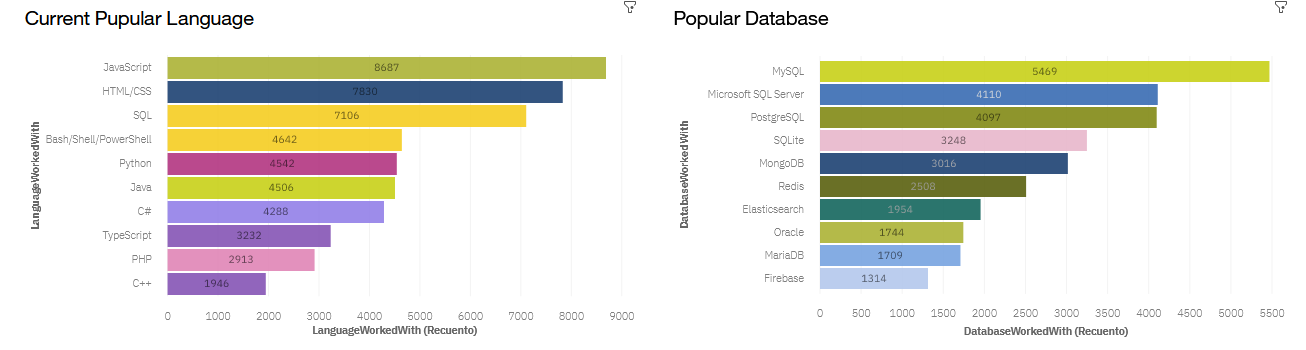 Current Pupular Language
LanguageWorkedWith
JavaScript 8687
HTML/CSS 7830
SQL 7106
Bash/Shell/PowerShell 4642
Python 4542
Java 4506
C# 4288
TypeScript 3232
PHP 2913
C++ 1946
0 1000 2000 3000 4000 5000 6000 7000 8000 9000
LanguageWorkedWith (Recuento)
Popular Database
DatabaseWorkedWith
MySQL 5469
Microsoft SQL Server 4110
PostgreSQL 4097
SQLite 3248
MongoDB 3016
Redis 2508
Elasticsearch 1954
Oracle 1744
MariaDB 1709
Firebase 1314
0 500 1000 1500 2000 2500 3000 3500 4000 4500 5000 5500
DatabaseWorkedWith (Recuento)